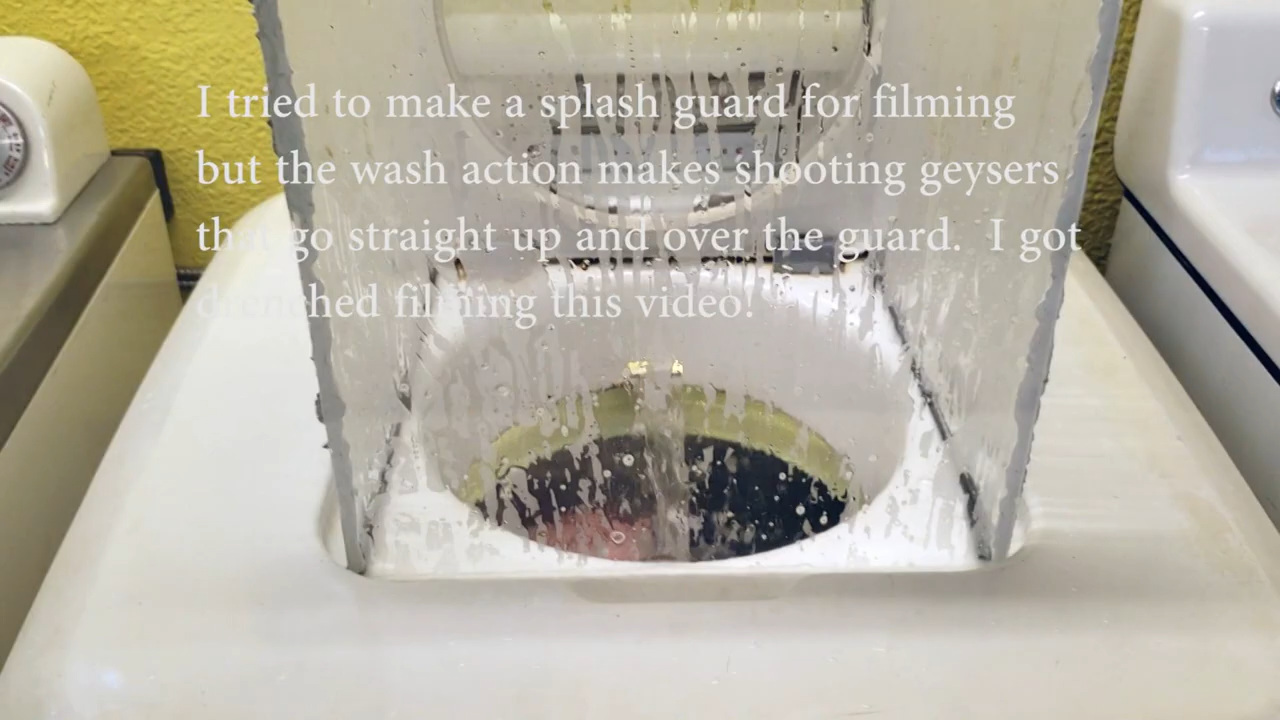 I tried to make a splash guard for filming
but the wash action makes shooting geysers
that go straight up and over the guard.  I got
drenched filming this video!